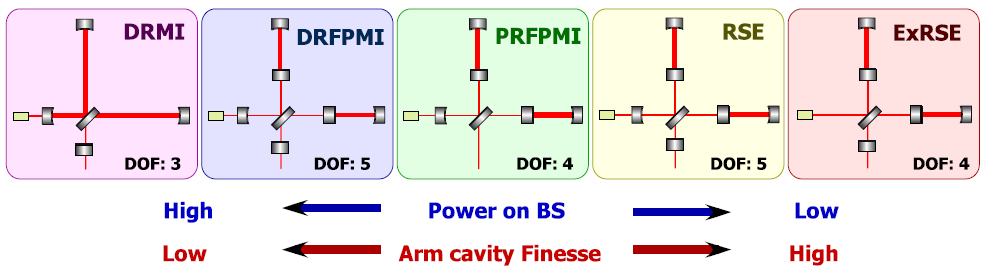 DRMI
DOF: 3
DRFPMI
DOF: 5
PRFPMI
DOF: 4
RSE
DOF: 5
ExRSE
DOF: 4
High Power on BS Low
Low Arm cavity Finesse High